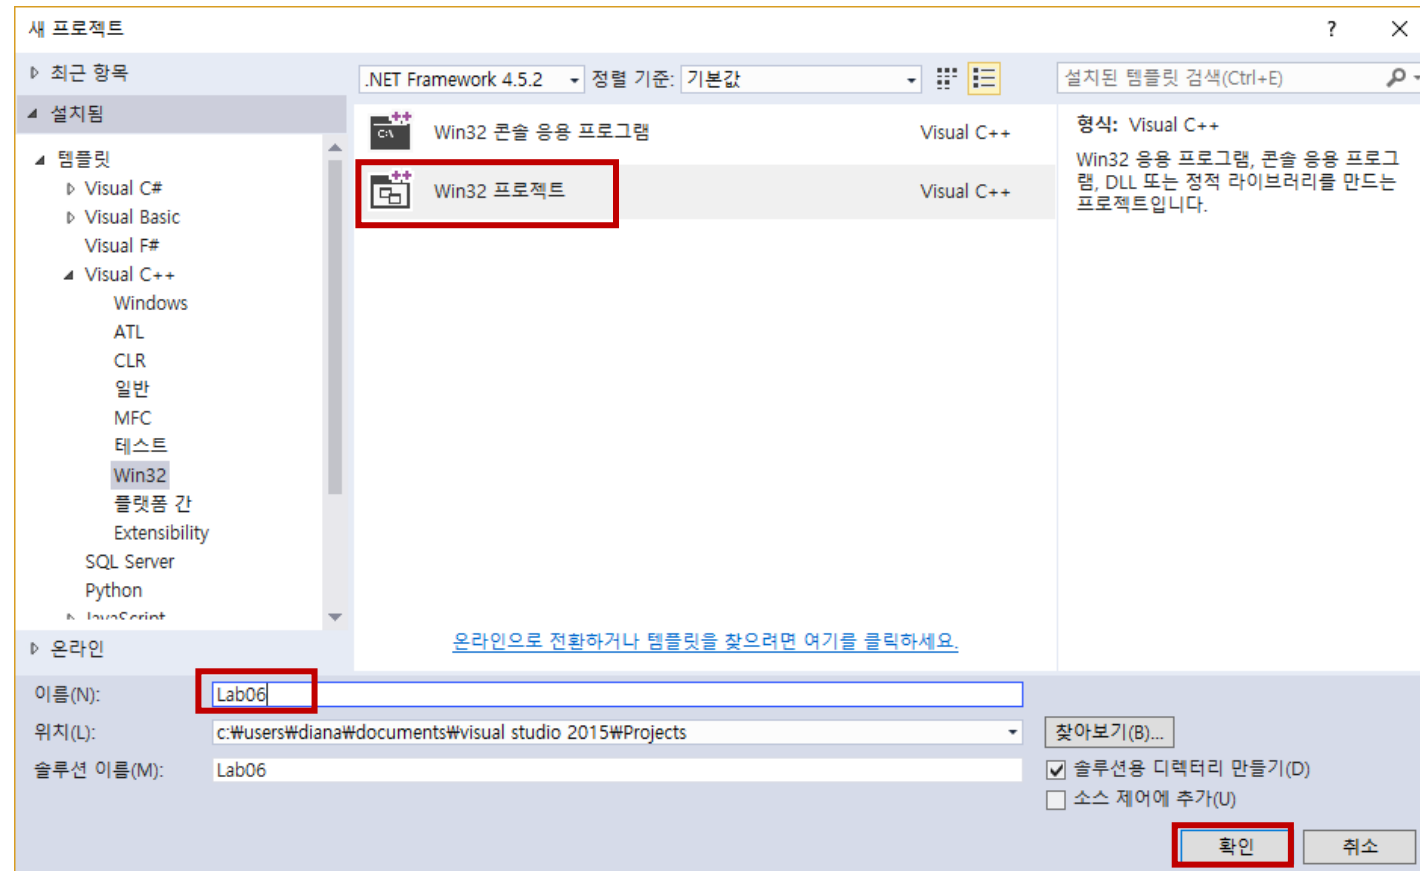 새 프로젝트
?
최근 항목
.NET Framework 4.5.2
정렬 기준: 기본값
설치된 템플릿 검색(Ctrl+E)
설치됨
템플릿
Visual C#
Visual Basic
Visual F#
Visual C++
Windows
ATL
CLR
일반
MFC
테스트
Win32
플랫폼 간
Extensibility
SQL Server
Python
JavaScript
온라인
C:\
++
Win32 콘솔 응용 프로그램
Visual C++
++
Win32 프로젝트
Visual C++
온라인으로 전환하거나 템플릿을 찾으려면 여기를 클릭하세요.
형식: Visual C++
Win32 응용 프로그램, 콘솔 응용 프로그
램, DLL 또는 정적 라이브러리를 만드는
프로젝트입니다.
이름(N):
Lab06
위치(L):
c:₩users₩diana₩documents₩visual studio 2015₩Projects
찾아보기(B)...
솔루션 이름(M):
Lab06
솔루션용 디렉터리 만들기(D)
소스 제어에 추가(U)
확인
취소